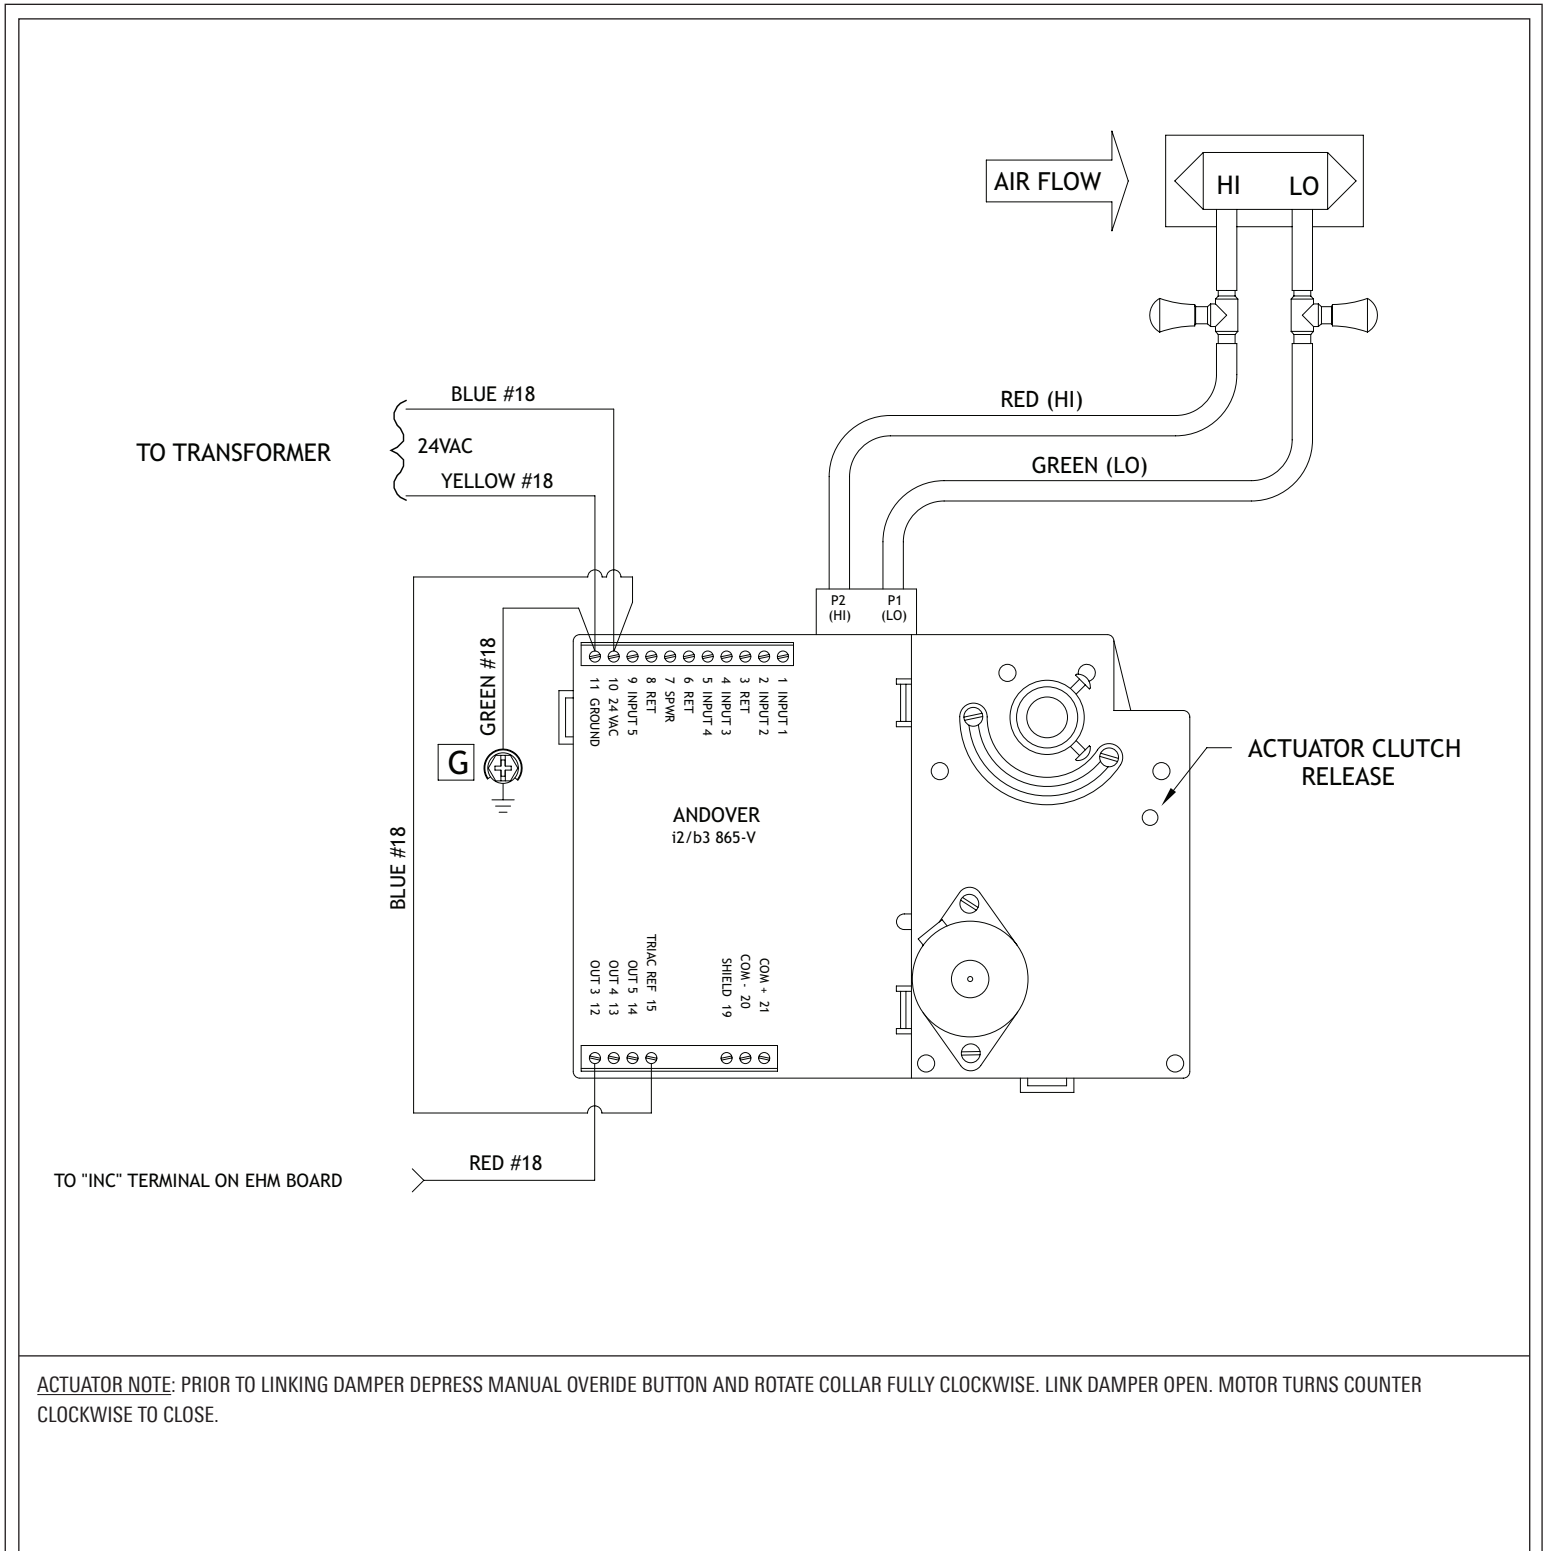 AIR FLOW
HI LO
BLUE #18
RED (HI)
TO TRANSFORMER
24VAC
GREEN (LO)
YELLOW #18
P2
(HI)
P1
(LO)
GREEN #18
11 GROUND
10 24 VAC
9 INPUT 5
8 RET
7 SPWR
6 RET
5 INPUT 4
4 INPUT 3
3 RET
2 INPUT 2
1 INPUT 1
G
ACTUATOR CLUTCH
RELEASE
ANDOVER
i2/b3 865-V
BLUE #18
OUT 3 12
OUT 4 13
OUT 5 14
TRIAC REF 15
SHIELD 19
COM - 20
COM + 21
RED #18
TO "INC" TERMINAL ON EHM BOARD
ACTUATOR NOTE: PRIOR TO LINKING DAMPER DEPRESS MANUAL OVERIDE BUTTON AND ROTATE COLLAR FULLY CLOCKWISE. LINK DAMPER OPEN. MOTOR TURNS COUNTER
CLOCKWISE TO CLOSE.